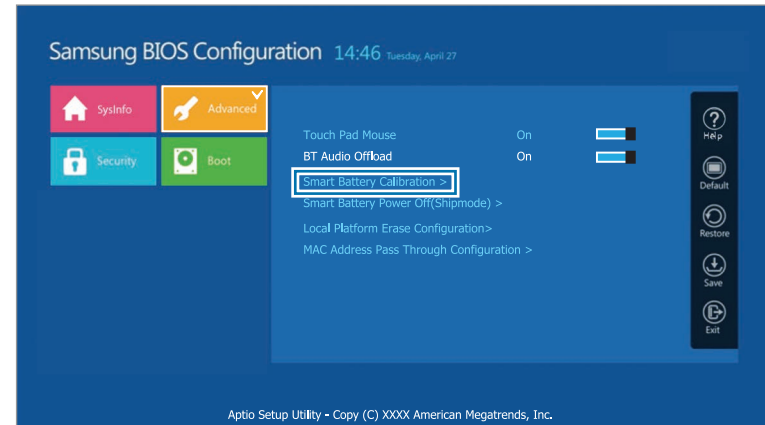 Samsung BIOS Configuration 14:46 Tuesday, April 27
SysInfo
Advanced
Security
Boot
Touch Pad Mouse On
BT Audio Offload On
Smart Battery Calibration >
Smart Battery Power Off(Shipmode) >
Local Platform Erase Configuration>
MAC Address Pass Through Configuration >
Help
Default
Restore
Save
Exit
Aptio Setup Utility - Copy (C) XXXX American Megatrends, Inc.